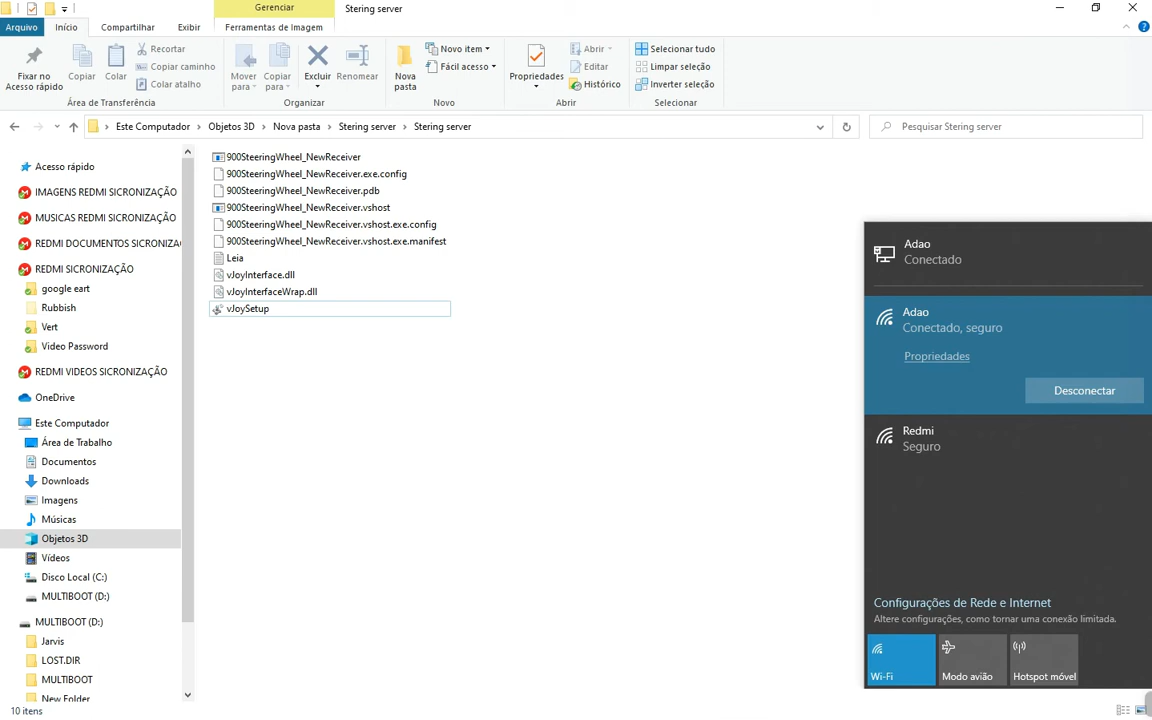 Gerenciar
Stering server
Arquivo
Início
Compartilhar
Exibir
Ferramentas de Imagem
Fixar no
Acesso rápido
Copiar
Colar
Recortar
Copiar caminho
Colar atalho
Área de Transferência
Mover
para
Copiar
para
Excluir
Renomear
Organizar
Nova
pasta
Novo item
Fácil acesso
Novo
Propriedades
Abrir
Editar
Histórico
Abrir
Selecionar tudo
Limpar seleção
Inverter seleção
Selecionar
Este Computador > Objetos 3D > Nova pasta > Stering server > Stering server
Pesquisar Stering server
Acesso rápido
IMAGENS REDMI SICRONIZAÇÃO
MUSICAS REDMI SICRONIZAÇÃO
REDMI DOCUMENTOS SICRONIZA
REDMI SICRONIZAÇÃO
google eart
Rubbish
Vert
Video Password
REDMI VIDEOS SICRONIZAÇÃO
OneDrive
Este Computador
Área de Trabalho
Documentos
Downloads
Imagens
Músicas
Objetos 3D
Vídeos
Disco Local (C:)
MULTIBOOT (D:)
MULTIBOOT (D:)
Jarvis
LOST.DIR
MULTIBOOT
New Folder
10 itens
900SteeringWheel_NewReceiver
900SteeringWheel_NewReceiver.exe.config
900SteeringWheel_NewReceiver.pdb
900SteeringWheel_NewReceiver.vshost
900SteeringWheel_NewReceiver.vshost.exe.config
900SteeringWheel_NewReceiver.vshost.exe.manifest
Leia
vJoyInterface.dll
vJoyInterfaceWrap.dll
vJoySetup
Adao
Conectado
Adao
Conectado, seguro
Propriedades
Desconectar
Redmi
Seguro
Configurações de Rede e Internet
Altere configurações, como tornar uma conexão limitada.
Wi-Fi
Modo avião
Hotspot móvel